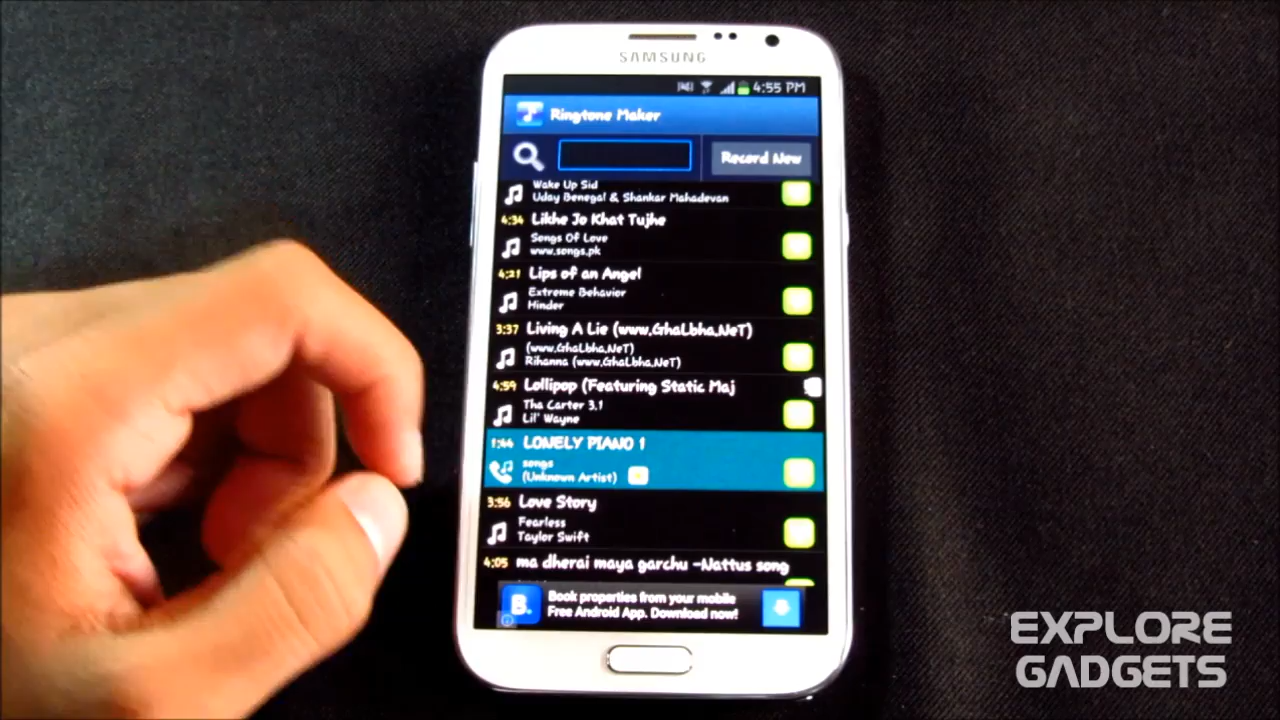 SAMSUNG
4:55 PM
Ringtone Maker
Record New
Wake Up Sid
Uday Benegal & Shankar Mahadevan
4:34 Likhe Jo Khat Tujhe
Songs Of Love
www.songs.pk
4:21 Lips of an Angel
Extreme Behavior
Hinder
3:37 Living A Lie (www.GhaLbha.NeT)
(www.GhaLbha.NeT)
Rihanna (www.GhaLbha.NeT)
4:59 Lollipop (Featuring Static Maj
Tha Carter 3.1
Lil' Wayne
1:44 LONELY PIANO 1
songs
(Unknown Artist)
3:56 Love Story
Fearless
Taylor Swift
4:05 ma dherai maya garchu -Nattus song
B.
Book properties from your mobile
Free Android App. Download now!
EXPLORE
GADGETS